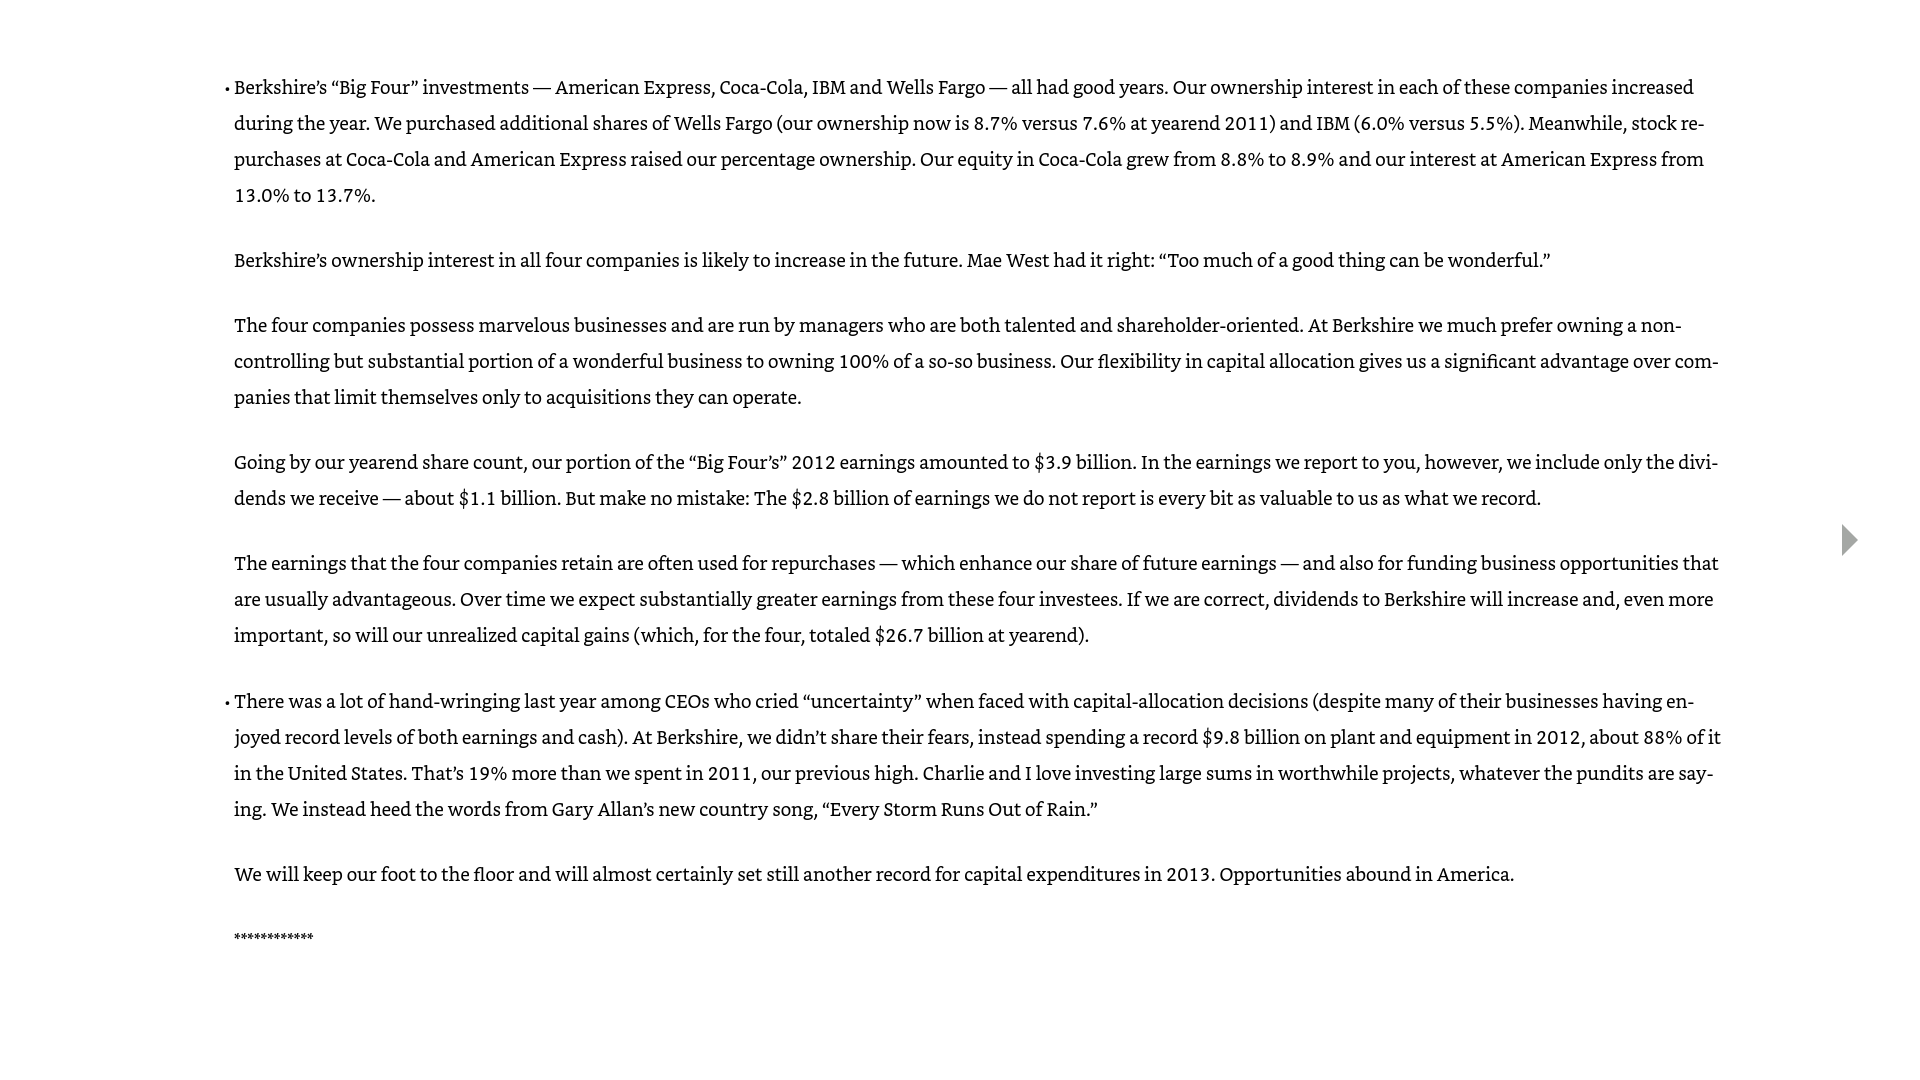 • Berkshire’s “Big Four” investments — American Express, Coca-Cola, IBM and Wells Fargo — all had good years. Our ownership interest in each of these companies increased
during the year. We purchased additional shares of Wells Fargo (our ownership now is 8.7% versus 7.6% at yearend 2011) and IBM (6.0% versus 5.5%). Meanwhile, stock re-
purchases at Coca-Cola and American Express raised our percentage ownership. Our equity in Coca-Cola grew from 8.8% to 8.9% and our interest at American Express from
13.0% to 13.7%.
Berkshire’s ownership interest in all four companies is likely to increase in the future. Mae West had it right: “Too much of a good thing can be wonderful.”
The four companies possess marvelous businesses and are run by managers who are both talented and shareholder-oriented. At Berkshire we much prefer owning a non-
controlling but substantial portion of a wonderful business to owning 100% of a so-so business. Our flexibility in capital allocation gives us a significant advantage over com-
panies that limit themselves only to acquisitions they can operate.
Going by our yearend share count, our portion of the “Big Four’s” 2012 earnings amounted to $3.9 billion. In the earnings we report to you, however, we include only the divi-
dends we receive — about $1.1 billion. But make no mistake: The $2.8 billion of earnings we do not report is every bit as valuable to us as what we record.
The earnings that the four companies retain are often used for repurchases — which enhance our share of future earnings — and also for funding business opportunities that
are usually advantageous. Over time we expect substantially greater earnings from these four investees. If we are correct, dividends to Berkshire will increase and, even more
important, so will our unrealized capital gains (which, for the four, totaled $26.7 billion at yearend).
• There was a lot of hand-wringing last year among CEOs who cried “uncertainty” when faced with capital-allocation decisions (despite many of their businesses having en-
joyed record levels of both earnings and cash). At Berkshire, we didn’t share their fears, instead spending a record $9.8 billion on plant and equipment in 2012, about 88% of it
in the United States. That’s 19% more than we spent in 2011, our previous high. Charlie and I love investing large sums in worthwhile projects, whatever the pundits are say-
ing. We instead heed the words from Gary Allan’s new country song, “Every Storm Runs Out of Rain.”
We will keep our foot to the floor and will almost certainly set still another record for capital expenditures in 2013. Opportunities abound in America.
************